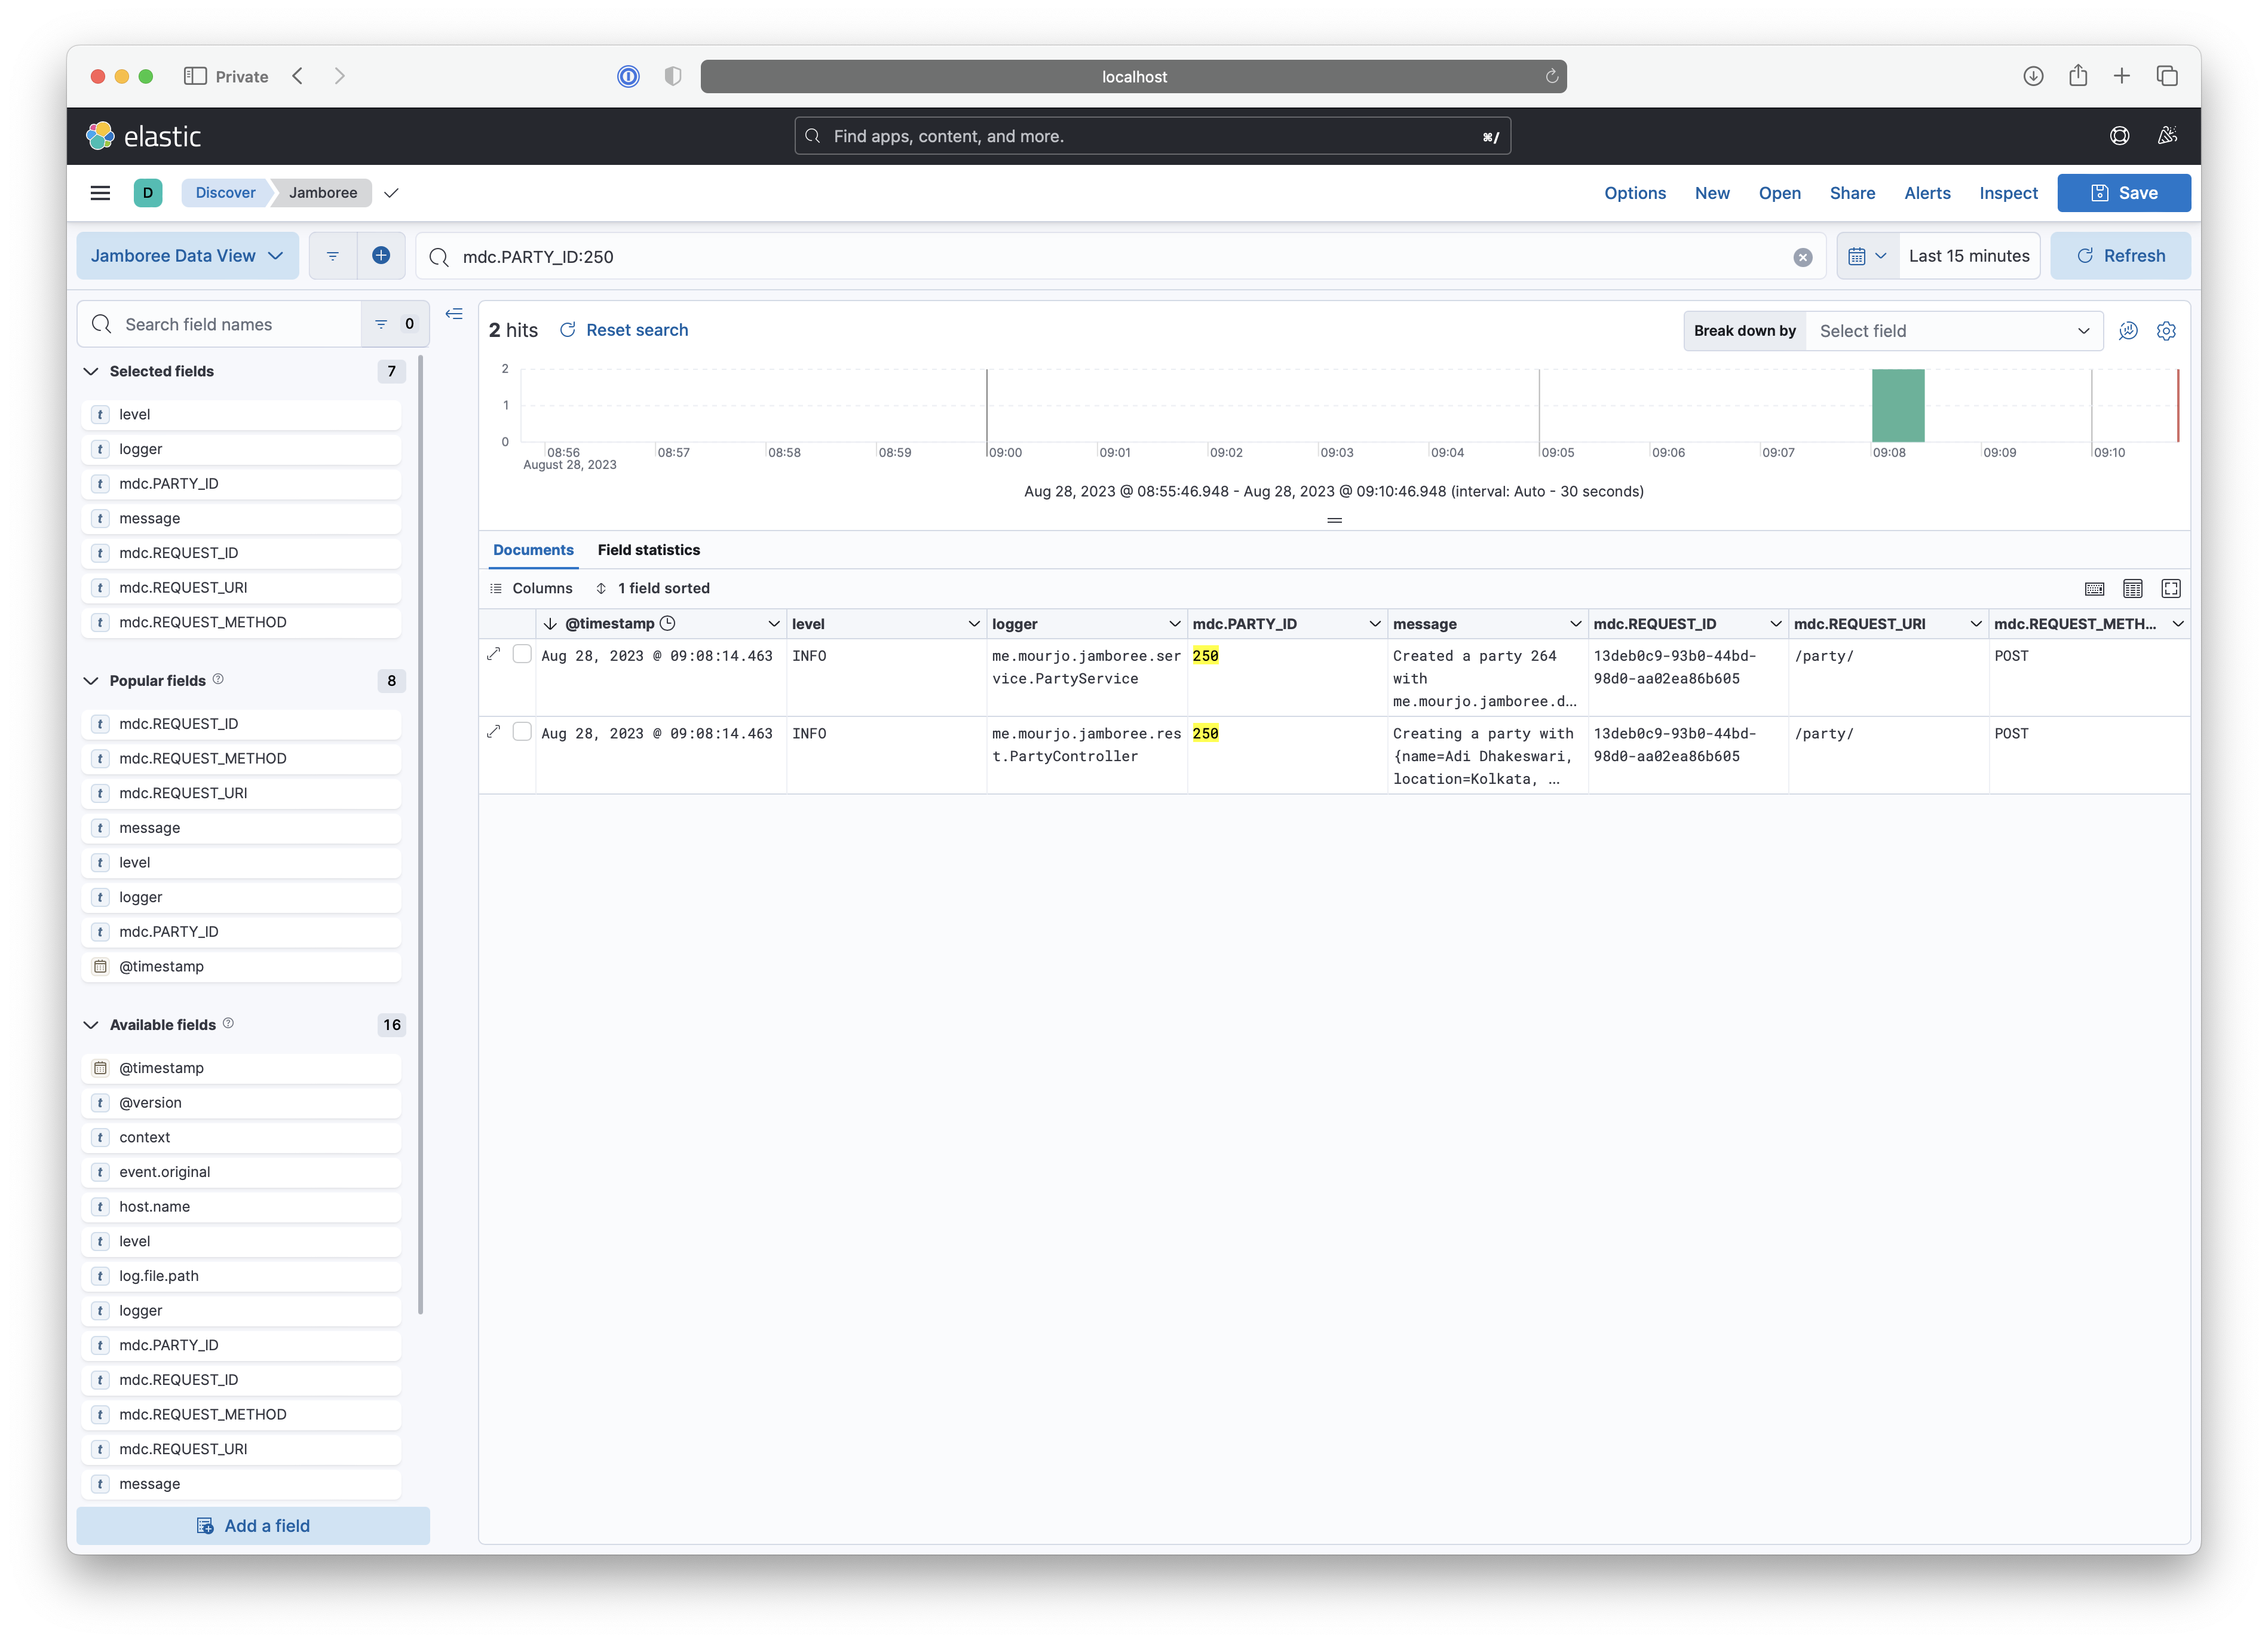 Private
localhost
elastic
Find apps, content, and more.
⌘/
D
Discover
Jamboree
Options
New
Open
Share
Alerts
Inspect
Save
Jamboree Data View
mdc.PARTY_ID:250
Last 15 minutes
Refresh
Search field names
0
Selected fields
7
level
logger
mdc.PARTY_ID
message
mdc.REQUEST_ID
mdc.REQUEST_URI
mdc.REQUEST_METHOD
Popular fields
8
mdc.REQUEST_ID
mdc.REQUEST_METHOD
mdc.REQUEST_URI
message
level
logger
mdc.PARTY_ID
@timestamp
Available fields
16
@timestamp
@version
context
event.original
host.name
level
log.file.path
logger
mdc.PARTY_ID
mdc.REQUEST_ID
mdc.REQUEST_METHOD
mdc.REQUEST_URI
message
Add a field
2 hits
Reset search
Break down by
Select field
2
1
0
08:56 08:57 08:58 08:59 09:00 09:01 09:02 09:03 09:04 09:05 09:06 09:07 09:08 09:09 09:10
August 28, 2023
Aug 28, 2023 @ 08:55:46.948 - Aug 28, 2023 @ 09:10:46.948 (interval: Auto - 30 seconds)
Documents
Field statistics
Columns
1 field sorted
@timestamp
level
logger
mdc.PARTY_ID
message
mdc.REQUEST_ID
mdc.REQUEST_URI
mdc.REQUEST_METH...
Aug 28, 2023 @ 09:08:14.463
INFO
me.mourjo.jamboree.ser
vice.PartyService
250
Created a party 264
with
me.mourjo.jamboree.d...
13deb0c9-93b0-44bd-
98d0-aa02ea86b605
/party/
POST
Aug 28, 2023 @ 09:08:14.463
INFO
me.mourjo.jamboree.res
t.PartyController
250
Creating a party with
{name=Adi Dhakeswari,
location=Kolkata, ...
13deb0c9-93b0-44bd-
98d0-aa02ea86b605
/party/
POST